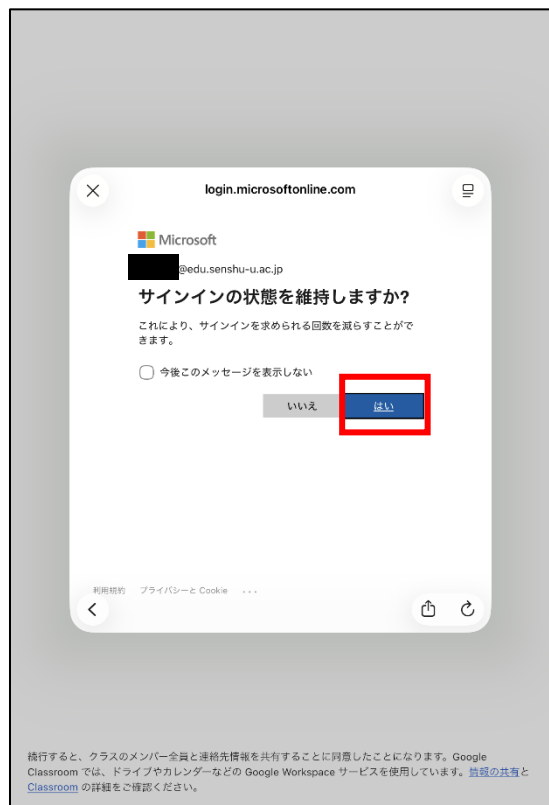 login.microsoftonline.com
Microsoft
@edu.senshu-u.ac.jp
サインインの状態を維持しますか?
これにより、サインインを求められる回数を減らすことがで
きます。
今後このメッセージを表示しない
いいえ
はい
利用規約 プライバシーと Cookie ...
続行すると、クラスのメンバー全員と連絡先情報を共有することに同意したことになります。Google
Classroom では、ドライブやカレンダーなどの Google Workspace サービスを使用しています。情報の共有と
Classroom の詳細をご確認ください。